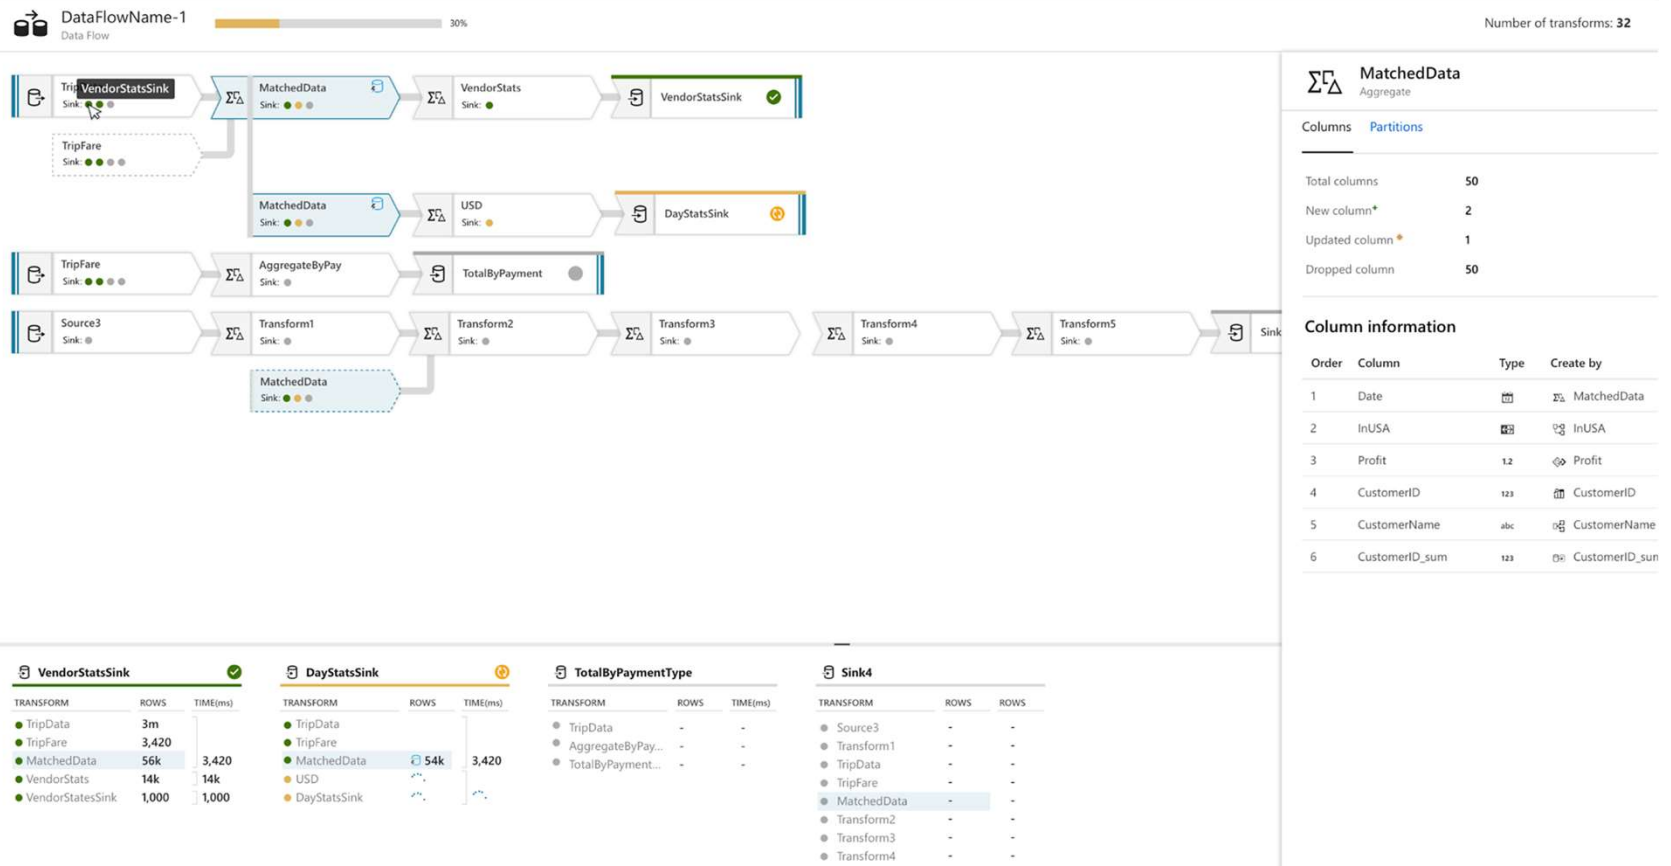 DataFlowName-1
Data Flow
30%
Number of transforms: 32
Trip
VendorStatsSink
Sink:
MatchedData
Sink:
VendorStats
Sink:
VendorStatsSink
TripFare
Sink:
MatchedData
Sink:
USD
Sink:
DayStatsSink
TripFare
Sink:
AggregateByPay
Sink:
TotalByPayment
Source3
Sink:
Transform1
Sink:
Transform2
Sink:
Transform3
Sink:
Transform4
Sink:
Transform5
Sink:
Sink
MatchedData
Sink:
MatchedData
Aggregate
Columns Partitions
Total columns 50
New column+ 2
Updated column * 1
Dropped column 50
Column information
Order Column Type Create by
1 Date MatchedData
2 InUSA InUSA
3 Profit 1.2 Profit
4 CustomerID 123 CustomerID
5 CustomerName abc CustomerName
6 CustomerID_sum 123 CustomerID_sun
VendorStatsSink
TRANSFORM ROWS TIME(ms)
TripData 3m
TripFare 3,420
MatchedData 56k 3,420
VendorStats 14k 14k
VendorStatesSink 1,000 1,000
DayStatsSink
TRANSFORM ROWS TIME(ms)
TripData
TripFare
MatchedData 54k 3,420
USD
DayStatsSink
TotalByPaymentType
TRANSFORM ROWS TIME(ms)
TripData - -
AggregateByPay... - -
TotalByPayment... - -
Sink4
TRANSFORM ROWS ROWS
Source3 - -
Transform1 - -
TripData - -
TripFare - -
MatchedData - -
Transform2 - -
Transform3 - -
Transform4 - -